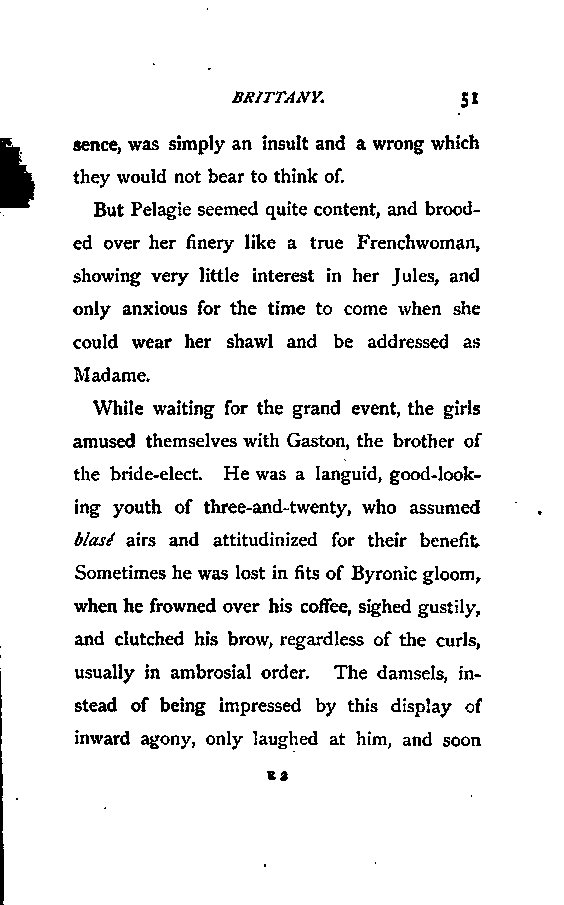 BRITTANY. 51
sence, was simply an insult and a wrong which
they would not bear to think of.
But Pelagie seemed quite content, and brood-
ed over her finery like a true Frenchwoman,
showing very little interest in her Jules, and
only anxious for the time to come when she
could wear her shawl and be addressed as
Madame.
While waiting for the grand event, the girls
amused themselves with Gaston, the brother of
the bride-elect. He was a languid, good-look-
ing youth of three-and-twenty, who assumed
blasé airs and attitudinized for their benefit.
Sometimes he was lost in fits of Byronic gloom,
when he frowned over his coffee, sighed gustily,
and clutched his brow, regardless of the curls,
usually in ambrosial order. The damsels, in-
stead of being impressed by this display of
inward agony, only laughed at him, and soon
E 2